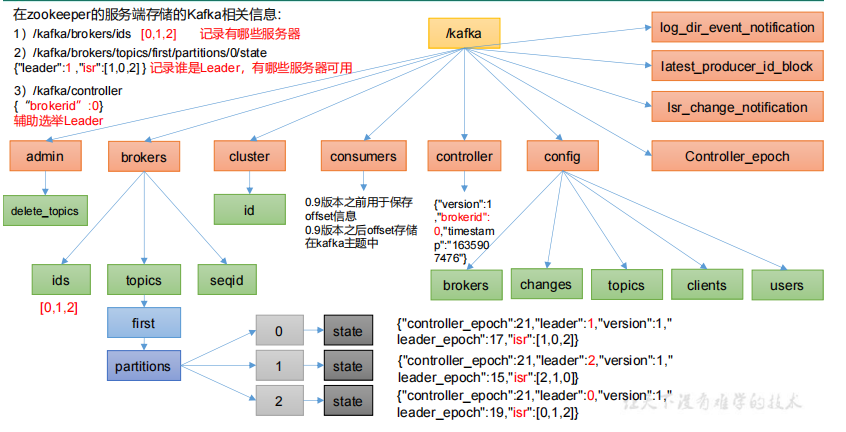 在zookeeper的服务端存储的Kafka相关信息：
1）/kafka/brokers/ids [0,1,2] 记录有哪些服务器
2）/kafka/brokers/topics/first/partitions/0/state
{"leader":1 ,"isr":[1,0,2] } 记录谁是Leader，有哪些服务器可用
3）/kafka/controller
{ “brokerid”:0}
辅助选举Leader
/kafka
log_dir_event_notification
latest_producer_id_block
Isr_change_notification
Controller_epoch
admin
brokers
cluster
consumers
controller
config
delete_topics
id
0.9版本之前用于保存
offset信息
0.9版本之后offset存储
在kafka主题中
{"version":1
,"brokerid":
0,"timestam
p":"163590
7476"}
ids
topics
seqid
brokers
changes
topics
clients
users
[0,1,2]
first
partitions
0
state
{"controller_epoch":21,"leader":1,"version":1,"
leader_epoch":17,"isr":[1,0,2]}
1
state
{"controller_epoch":21,"leader":2,"version":1,"
leader_epoch":15,"isr":[2,1,0]}
2
state
{"controller_epoch":21,"leader":0,"version":1,"
leader_epoch":19,"isr":[0,1,2]}
让天下没有难学的技术